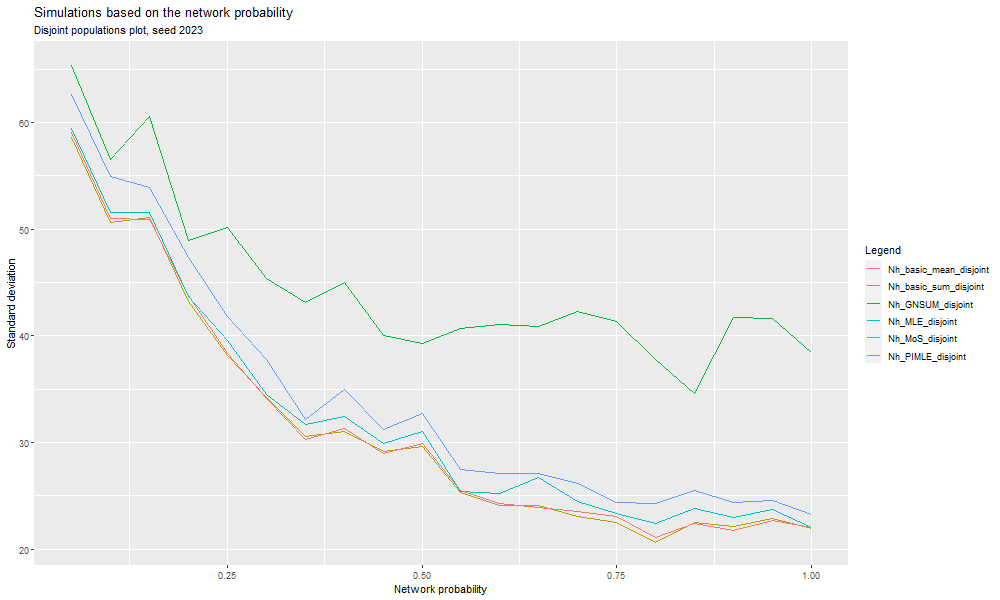 Simulations based on the network probability
Disjoint populations plot, seed 2023
Standard deviation
60
50
40
30
20
0.25
0.50
0.75
1.00
Network probability
Legend
Nh_basic_mean_disjoint
Nh_basic_sum_disjoint
Nh_GNSUM_disjoint
Nh_MLE_disjoint
Nh_MoS_disjoint
Nh_PIMLE_disjoint